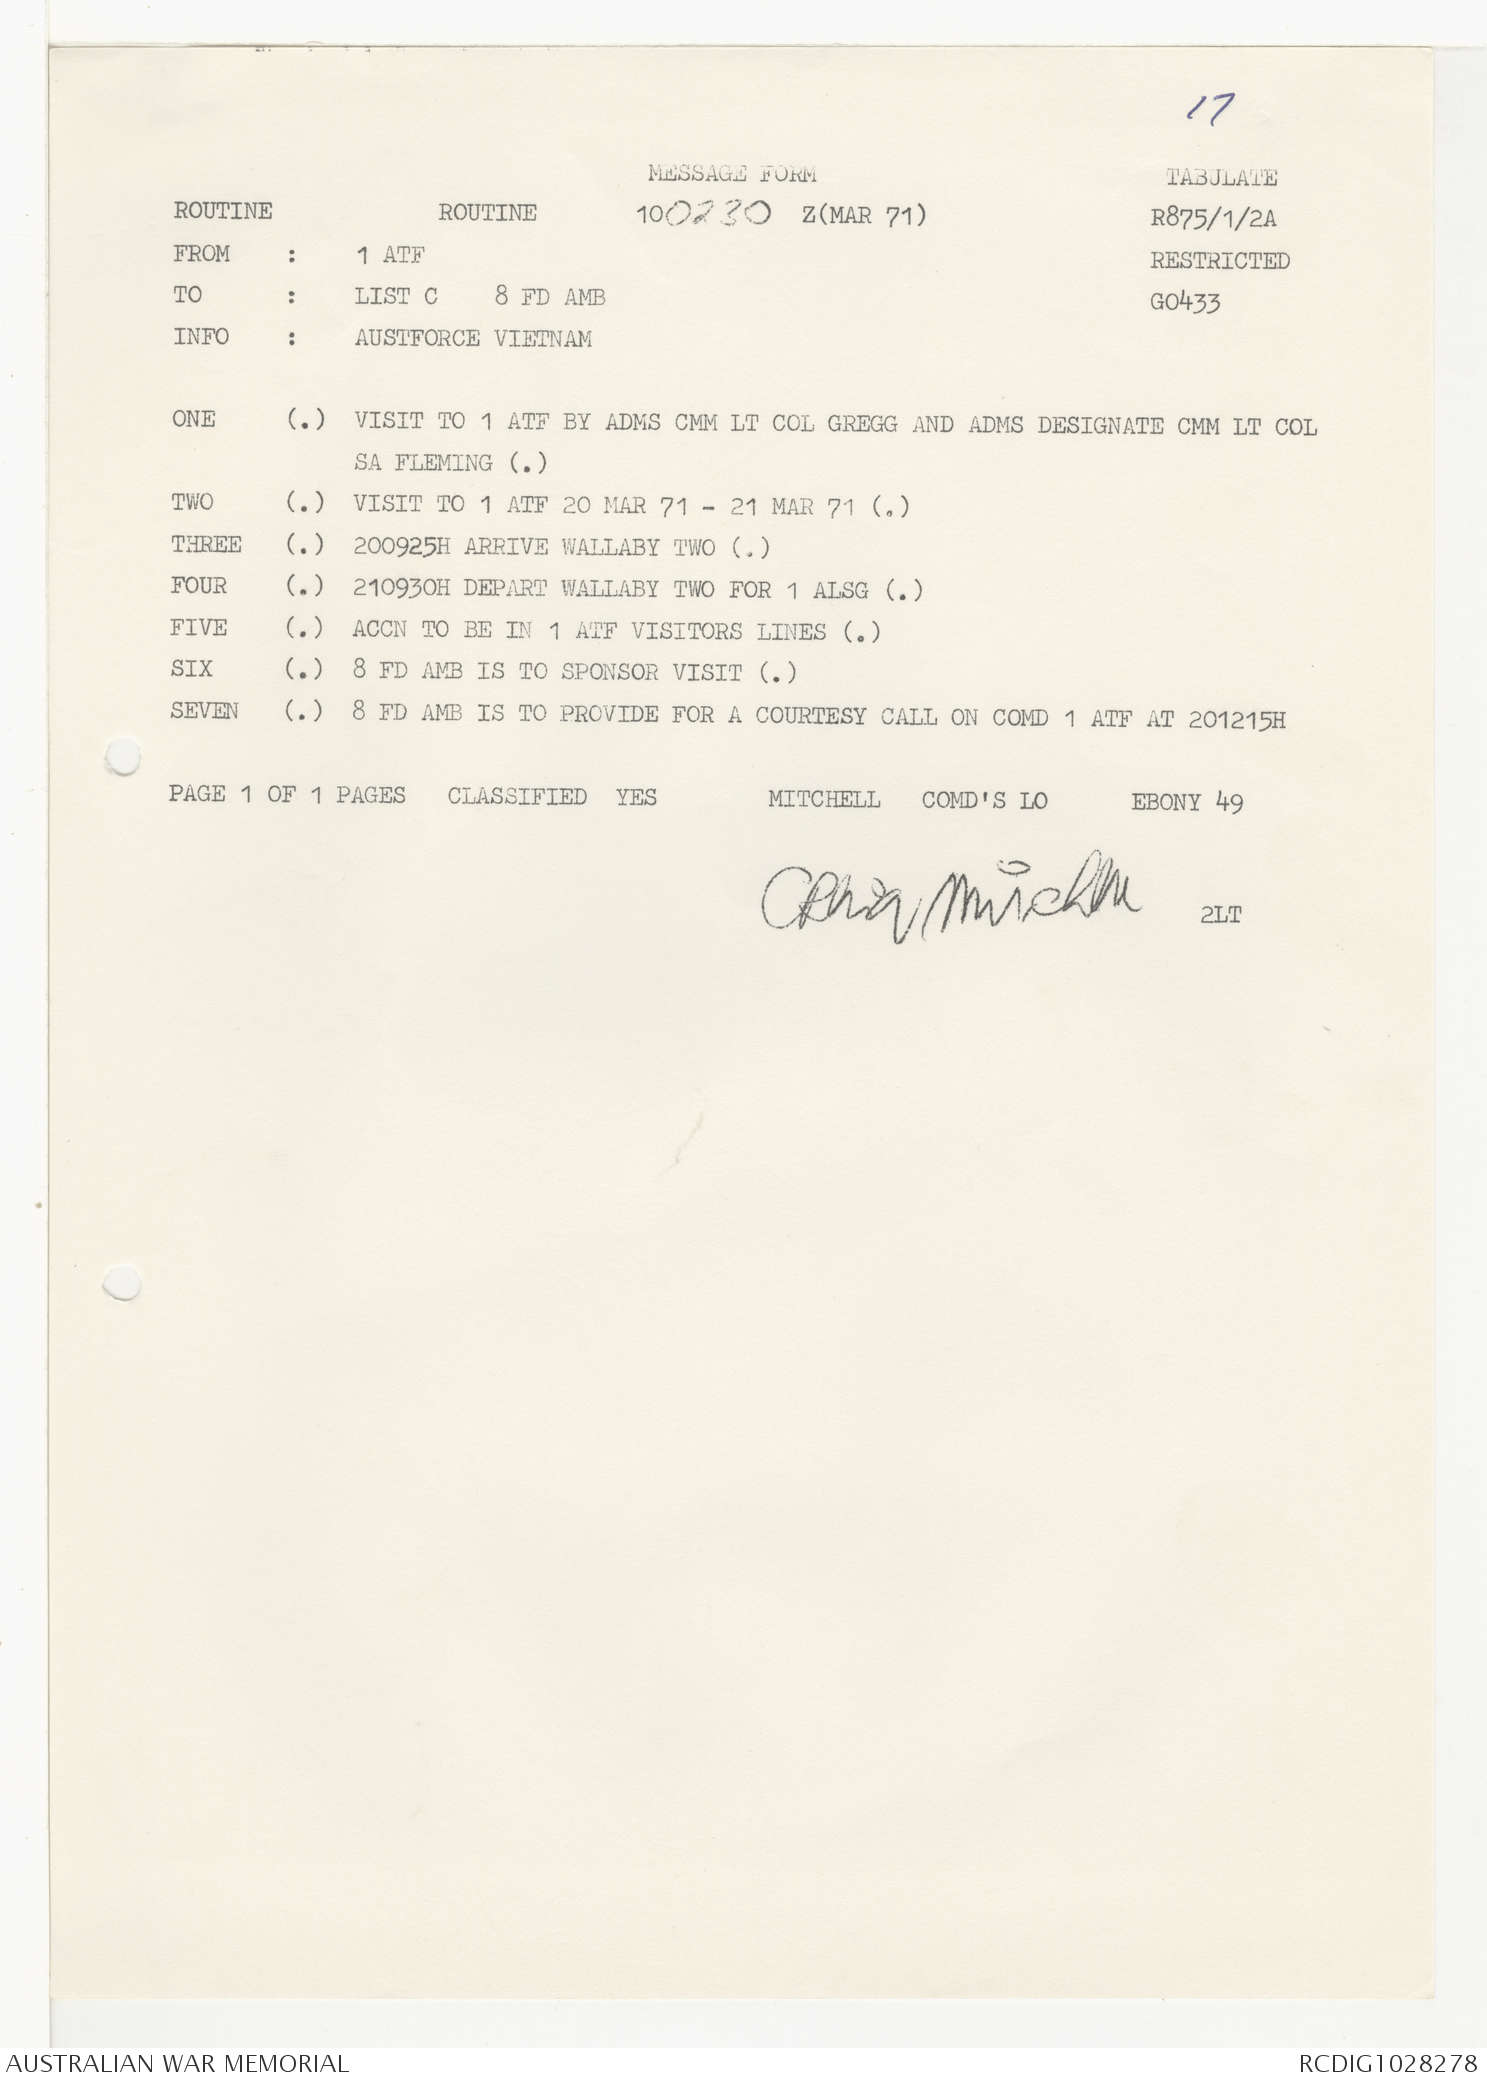 17
MESSAGE FORM TABULATE
ROUTINE ROUTINE 100230 Z(MAR 71) R875/1/2A
FROM : 1 ATF RESTRICTED
TO : LIST C 8 FD AMB GO433
INFO : AUSTFORCE VIETNAM
ONE (.) VISIT TO 1 ATF BY ADMS CMM LT COL GREGG AND ADMS DESIGNATE CMM LT COL
SA FLEMING (.)
TWO (.) VISIT TO 1 ATF 20 MAR 71 - 21 MAR 71 (.)
THREE (.) 200925H ARRIVE WALLABY TWO (.)
FOUR (.) 210930H DEPART WALLABY TWO FOR 1 ALSG (.)
FIVE (.) ACCN TO BE IN 1 ATF VISITORS LINES (.)
SIX (.) 8 FD AMB IS TO SPONSOR VISIT (.)
SEVEN (.) 8 FD AMB IS TO PROVIDE FOR A COURTESY CALL ON COMD 1 ATF AT 201215H
PAGE 1 OF 1 PAGES CLASSIFIED YES MITCHELL COMD'S LO EBONY 49
2LT
AUSTRALIAN WAR MEMORIAL RCDIG1028278